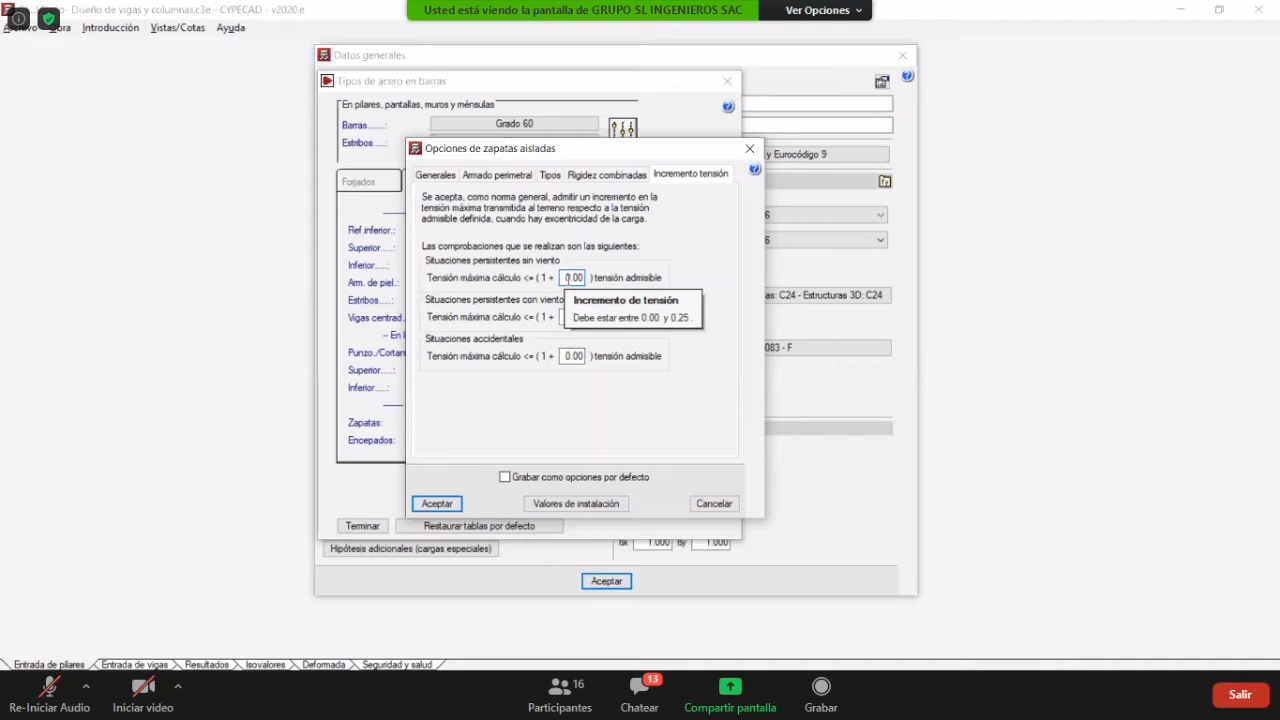 Usted está viendo la pantalla de GRUPO SL INGENIEROS SAC
Ver Opciones
Diseño de vigas y columnas.c3e - CYPECAD - v2020.e
Obra Introducción Vistas/Cotas Ayuda
Datos generales
Tipos de acero en barras
En pilares, pantallas, muros y ménsulas
Barras.......:
Grado 60
Estribos.....:
y Eurocódigo 9
Opciones de zapatas aisladas
Generales Armado perimetral Tipos Rigidez combinadas Incremento tensión
Se acepta, como norma general, admitir un incremento en la
tensión máxima transmitida al terreno respecto a la tensión
admisible definida, cuando hay excentricidad de la carga.
Las comprobaciones que se realizan son las siguientes:
Situaciones persistentes sin viento
Tensión máxima cálculo <= ( 1 + 0.00 ) tensión admisible
Situaciones persistentes con viento
Tensión máxima cálculo <= ( 1 +
Incremento de tensión
Debe estar entre 0.00 y 0.25 .
Situaciones accidentales
Tensión máxima cálculo <= ( 1 + 0.00 ) tensión admisible
Grabar como opciones por defecto
Aceptar
Valores de instalación
Cancelar
Forjados
Ref.inferior.:
Superior.....:
Inferior.....:
Arm. de piel.:
Estribos.....:
Vigas centrad.
Punzo./Cortan
Superior.....:
Inferior.....:
Zapatas:
Encepados:
6
6
as: C24 - Estructuras 3D: C24
083 - F
Terminar
Restaurar tablas por defecto
Hipótesis adicionales (cargas especiales)
1.000
1.000
Aceptar
Entrada de pilares Entrada de vigas Resultados Isovalores Deformada Seguridad y salud
Re-Iniciar Audio
Iniciar video
16
Participantes
13
Chatear
Compartir pantalla
Grabar
Salir